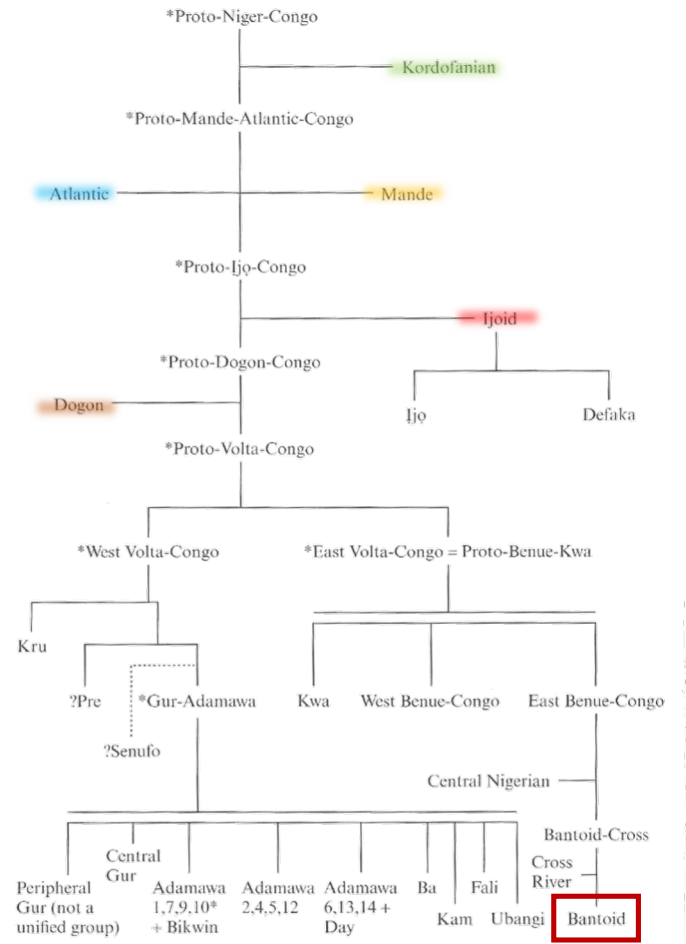 *Proto-Niger-Congo
Kordofanian
*Proto-Mande-Atlantic-Congo
Atlantic
Mande
*Proto-Ijọ-Congo
Ijoid
*Proto-Dogon-Congo
Dogon
Ịjọ
Defaka
*Proto-Volta-Congo
*West Volta-Congo
*East Volta-Congo = Proto-Benue-Kwa
Kru
?Pre
*Gur-Adamawa
Kwa
West Benue-Congo
East Benue-Congo
?Senufo
Central Nigerian
Bantoid-Cross
Peripheral
Gur (not a
unified group)
Central
Gur
Adamawa
1,7,9,10*
+ Bikwin
Adamawa
2,4,5,12
Adamawa
6,13,14 +
Day
Ba
Kam
Fali
Ubangi
Cross
River
Bantoid